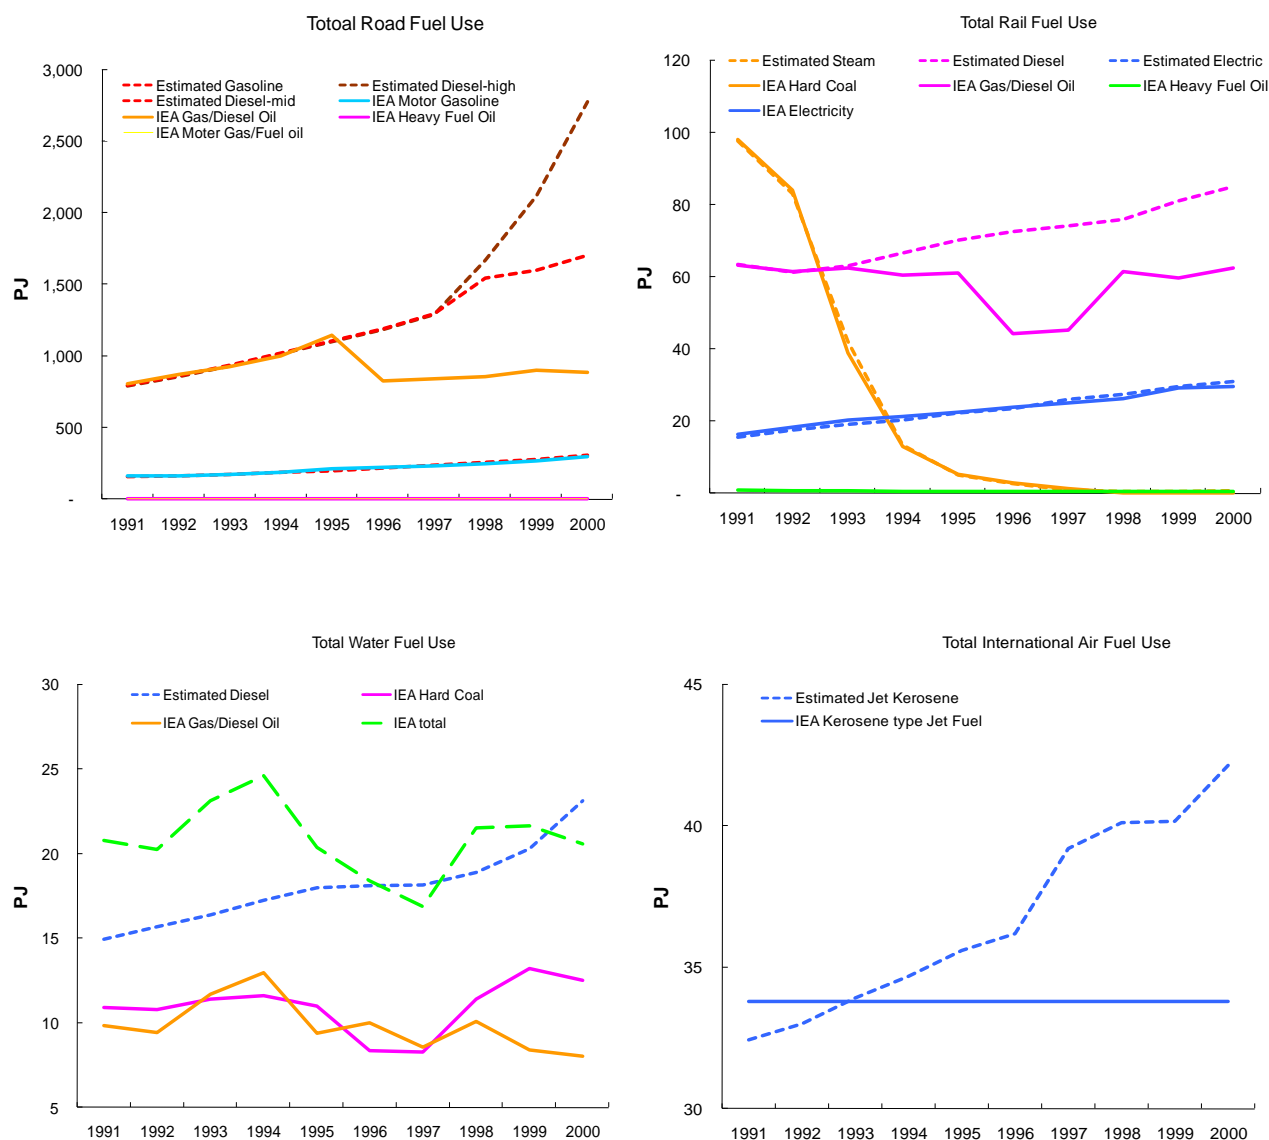 Totoal Road Fuel Use
3,000
2,500
2,000
1,500
1,000
500
-
PJ
Estimated Gasoline
Estimated Diesel-high
Estimated Diesel-mid
IEA Motor Gasoline
IEA Gas/Diesel Oil
IEA Heavy Fuel Oil
IEA Moter Gas/Fuel oil
1991 1992 1993 1994 1995 1996 1997 1998 1999 2000
Total Rail Fuel Use
120
100
80
60
40
20
-
PJ
Estimated Steam
Estimated Diesel
Estimated Electric
IEA Hard Coal
IEA Gas/Diesel Oil
IEA Heavy Fuel Oil
IEA Electricity
1991 1992 1993 1994 1995 1996 1997 1998 1999 2000
Total Water Fuel Use
30
25
20
15
10
5
PJ
Estimated Diesel
IEA Hard Coal
IEA Gas/Diesel Oil
IEA total
1991 1992 1993 1994 1995 1996 1997 1998 1999 2000
Total International Air Fuel Use
45
40
35
30
PJ
Estimated Jet Kerosene
IEA Kerosene type Jet Fuel
1991 1992 1993 1994 1995 1996 1997 1998 1999 2000